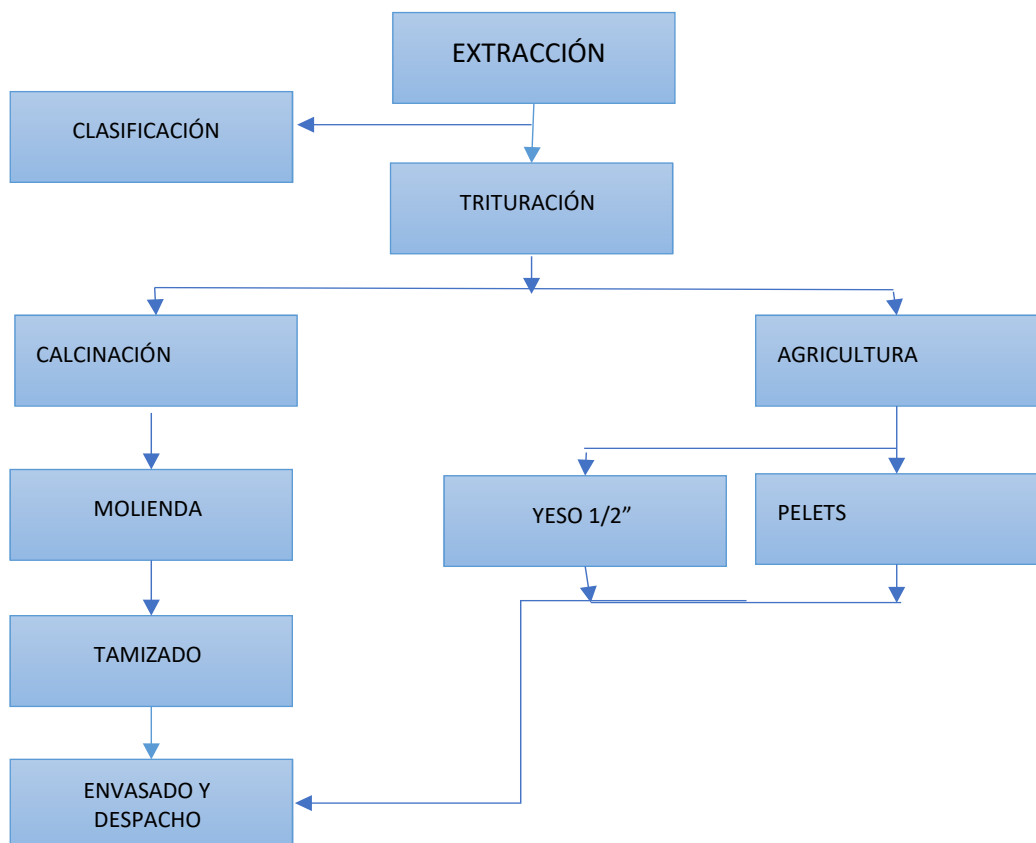 EXTRACCIÓN
CLASIFICACIÓN
TRITURACIÓN
CALCINACIÓN
AGRICULTURA
MOLIENDA
YESO 1/2”
PELETS
TAMIZADO
ENVASADO Y
DESPACHO